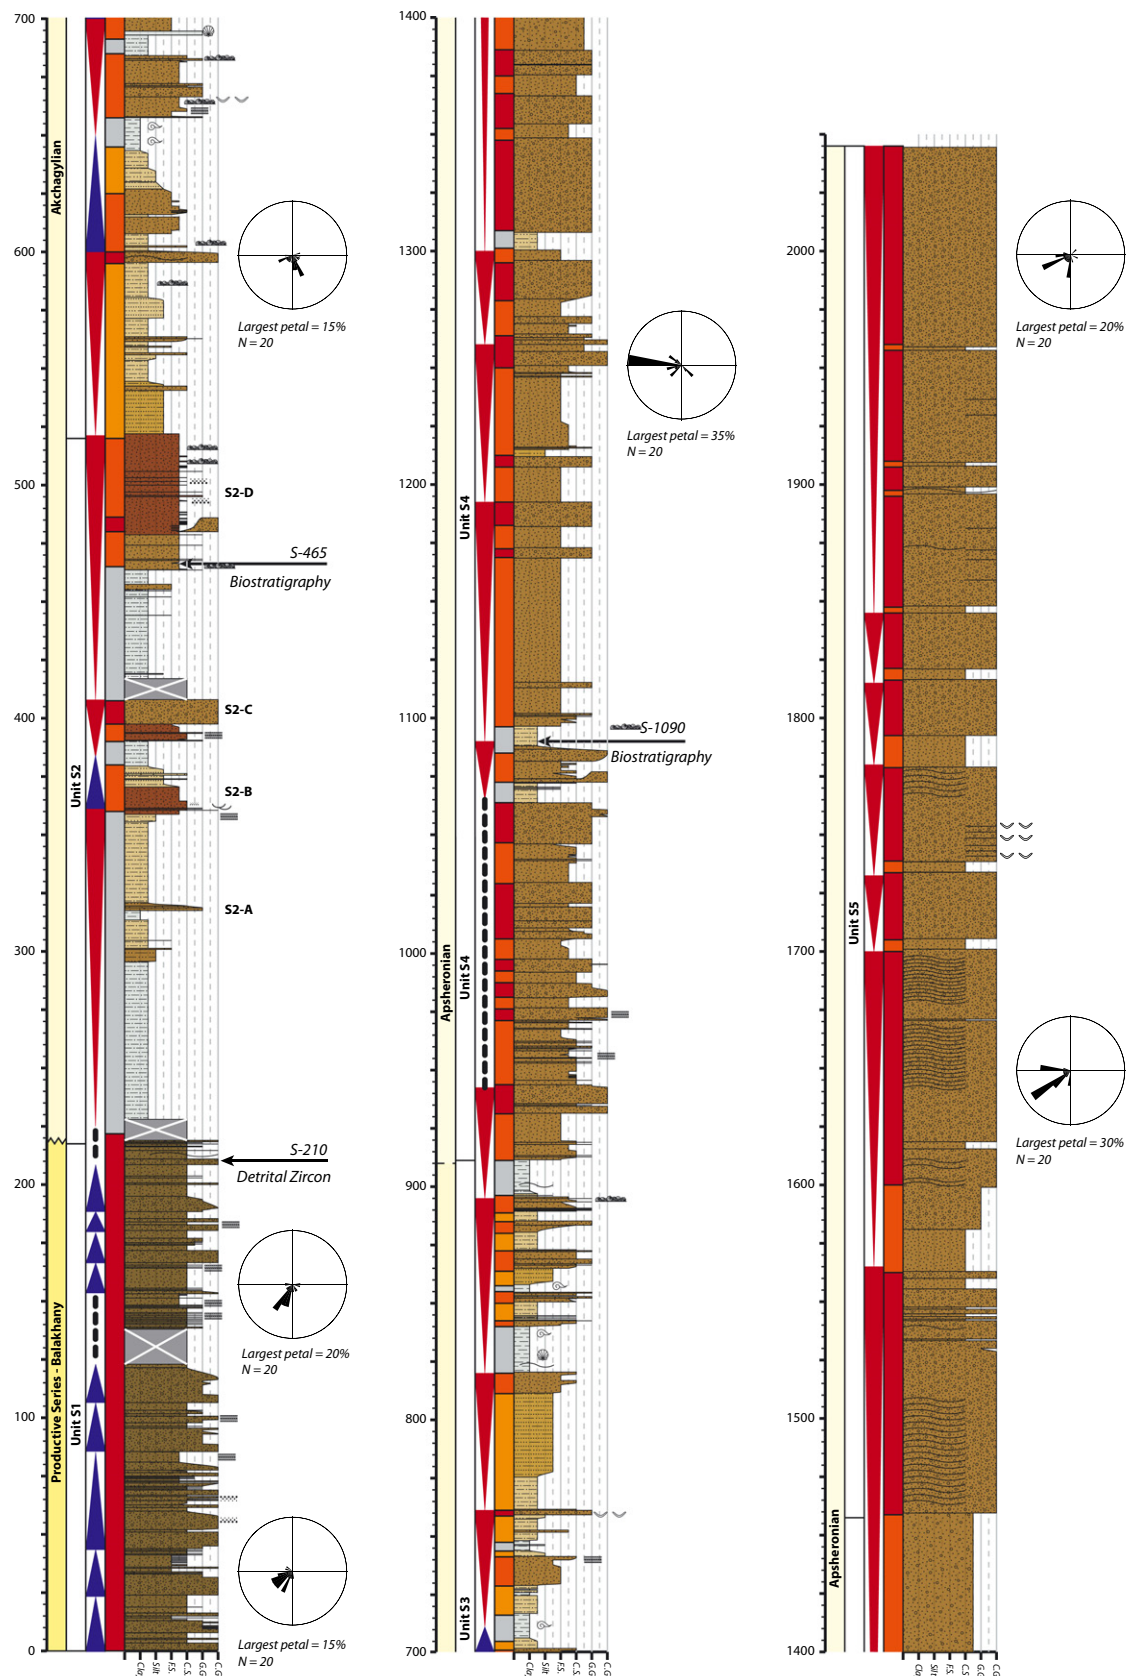 700
600
500
400
300
200
100
0
Akchagylian
Productive Series - Balakhany
Unit S2
Unit S1
S2-D
S-465
Biostratigraphy
S2-C
S2-B
S2-A
S-210
Detrital Zircon
Largest petal = 15%
N = 20
Largest petal = 20%
N = 20
Largest petal = 15%
N = 20
Silt
F.S.
C.S.
G.G
C.G
1400
1300
1200
1100
1000
900
800
700
Apsheronian
Unit S4
Unit S4
Unit S3
Largest petal = 35%
N = 20
S-1090
Biostratigraphy
Silt
F.S.
C.S.
G.G
C.G
2000
1900
1800
1700
1600
1500
1400
Unit S5
Apsheronian
Largest petal = 20%
N = 20
Largest petal = 30%
N = 20
Silt
F.S
C.S
G.G
C.G